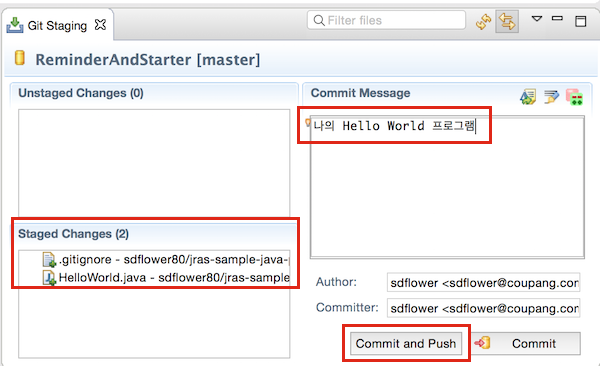 Git Staging
Filter files
ReminderAndStarter [master]
Unstaged Changes (0)
Commit Message
나의 Hello World 프로그램
Staged Changes (2)
.gitignore - sdflower80/jras-sample-java-
HelloWorld.java - sdflower80/jras-sample
Author:
sdflower <sdflower@coupang.com
Committer:
sdflower <sdflower@coupang.com
Commit and Push
Commit